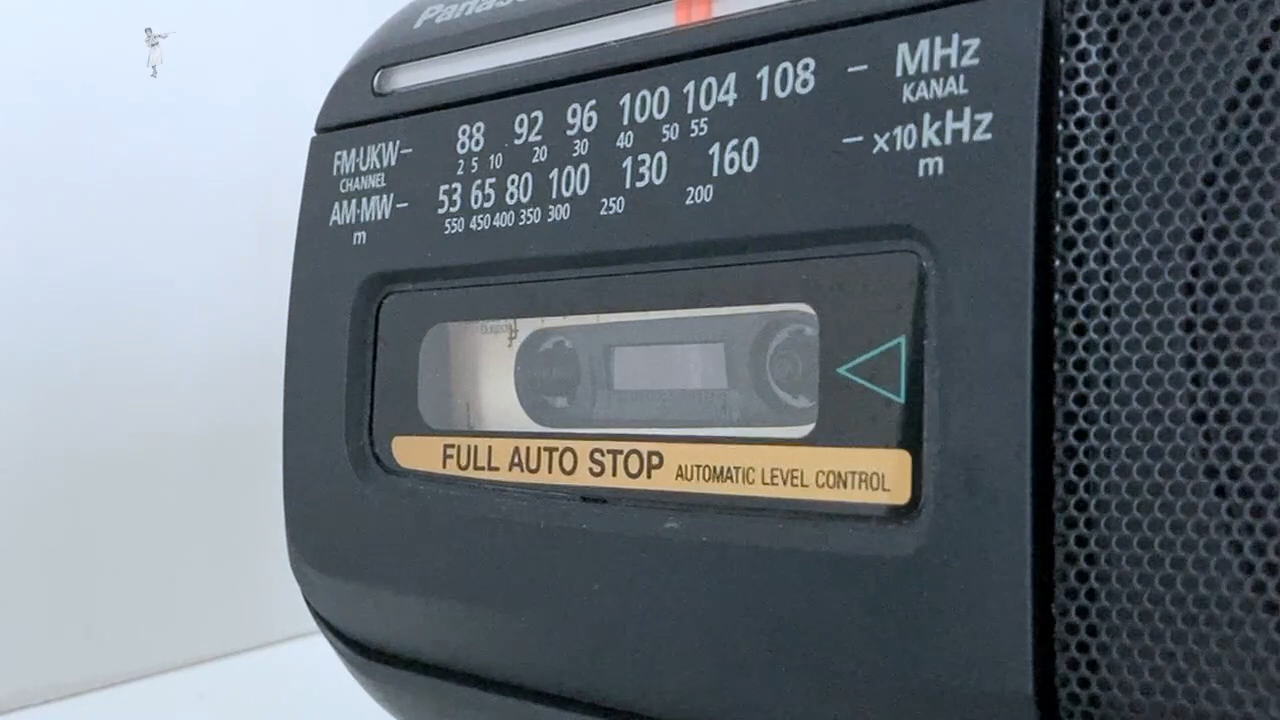 Panaso
88 92 96 100 104 108 – MHz
FM·UKW– KANAL
2 5 10 20 30 40 50 55
CHANNEL – x10 kHz
AM·MW– 53 65 80 100 130 160 m
m 550 450 400 350 300 250 200
FULL AUTO STOP AUTOMATIC LEVEL CONTROL